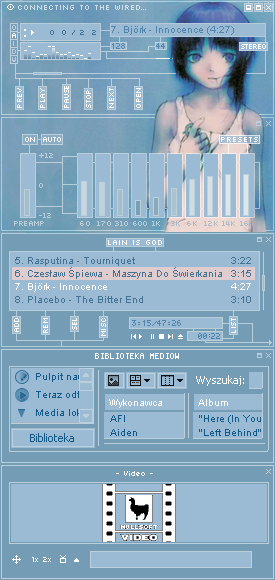 CONNECTING TO THE WIRED...
00/22
7. Björk - Innocence (4:27)
128 44 STEREO
PREV PLAY PAUSE STOP NEXT OPEN
ON AUTO PRESETS
+12
0
-12
PREAMP 60 170 310 600 1K 3K 6K 12K 14K 16K
LAIN IS GOD
5. Rasputina - Tourniquet 3:22
6. Czesław Śpiewa - Maszyna Do Świerkania 3:15
7. Björk - Innocence 4:27
8. Placebo - The Bitter End 3:10
ADD REM SEL MISC 3:15/47:26 LIST
00:22
BIBLIOTEKA MEDIÓW
Pulpit na
Teraz od
Media lok
Biblioteka
Wyszukaj:
Wykonawca Album
AFI "Here (In You
Aiden "Left Behind"
- Video -
NULLSOFT
VIDEO
1x 2x